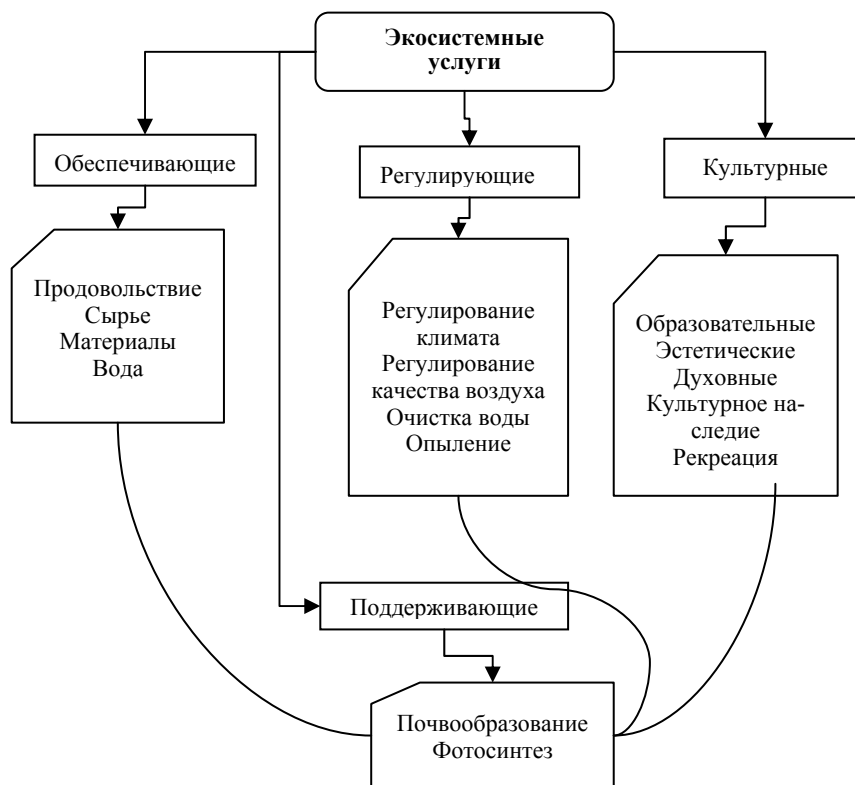 Экосистемные
услуги
Обеспечивающие
Регулирующие
Культурные
Продовольствие
Сырье
Материалы
Вода
Регулирование
климата
Регулирование
качества воздуха
Очистка воды
Опыление
Образовательные
Эстетические
Духовные
Культурное на-
следие
Рекреация
Поддерживающие
Почвообразование
Фотосинтез